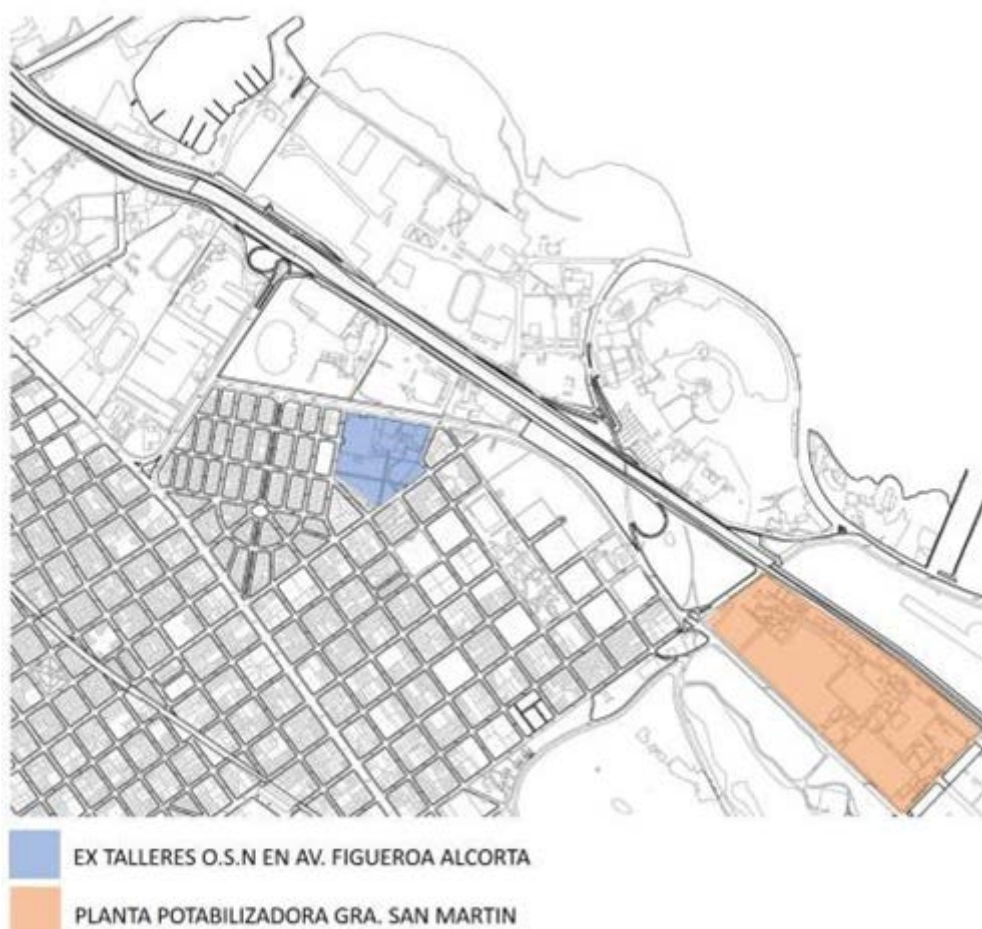 EX TALLERES O.S.N EN AV. FIGUEROA ALCORTA
PLANTA POTABILIZADORA GRA. SAN MARTIN